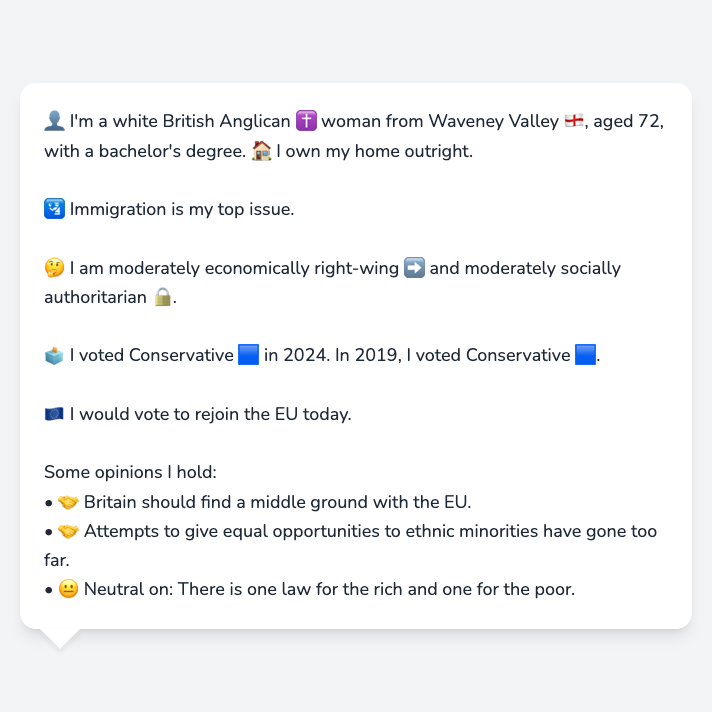 👤 I'm a white British Anglican ✝️ woman from Waveney Valley 🏴󠁧󠁢󠁥󠁮󠁧󠁿, aged 72,
with a bachelor's degree. 🏠 I own my home outright.
🛂 Immigration is my top issue.
🤔 I am moderately economically right-wing ➡️ and moderately socially
authoritarian 🔒.
🗳️ I voted Conservative 🟦 in 2024. In 2019, I voted Conservative 🟦.
🇪🇺 I would vote to rejoin the EU today.
Some opinions I hold:
• 🤝 Britain should find a middle ground with the EU.
• 🤝 Attempts to give equal opportunities to ethnic minorities have gone too
far.
• 😐 Neutral on: There is one law for the rich and one for the poor.